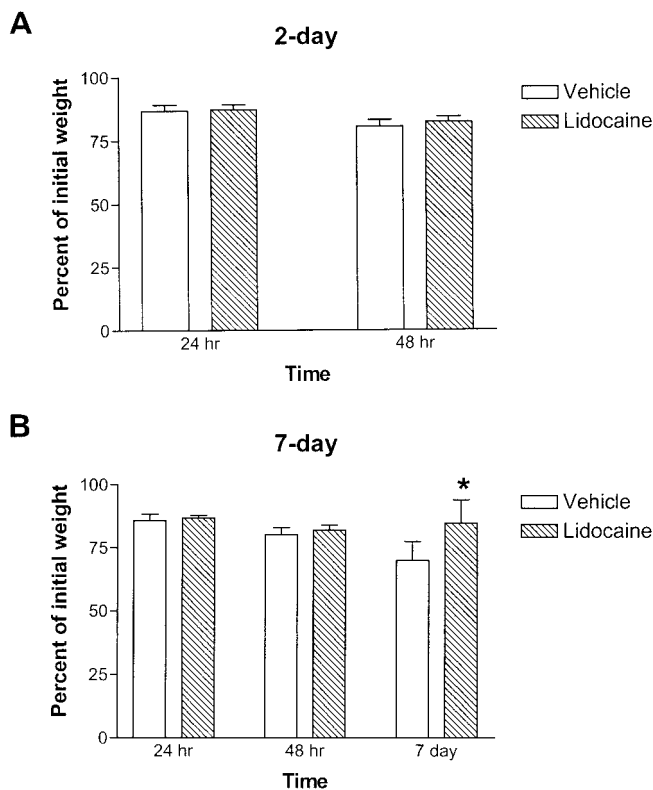 A
2-day
Percent of initial weight
100
75
50
25
0
24 hr
48 hr
Time
Vehicle
Lidocaine
B
7-day
Percent of initial weight
100
75
50
25
0
*
24 hr
48 hr
7 day
Time
Vehicle
Lidocaine